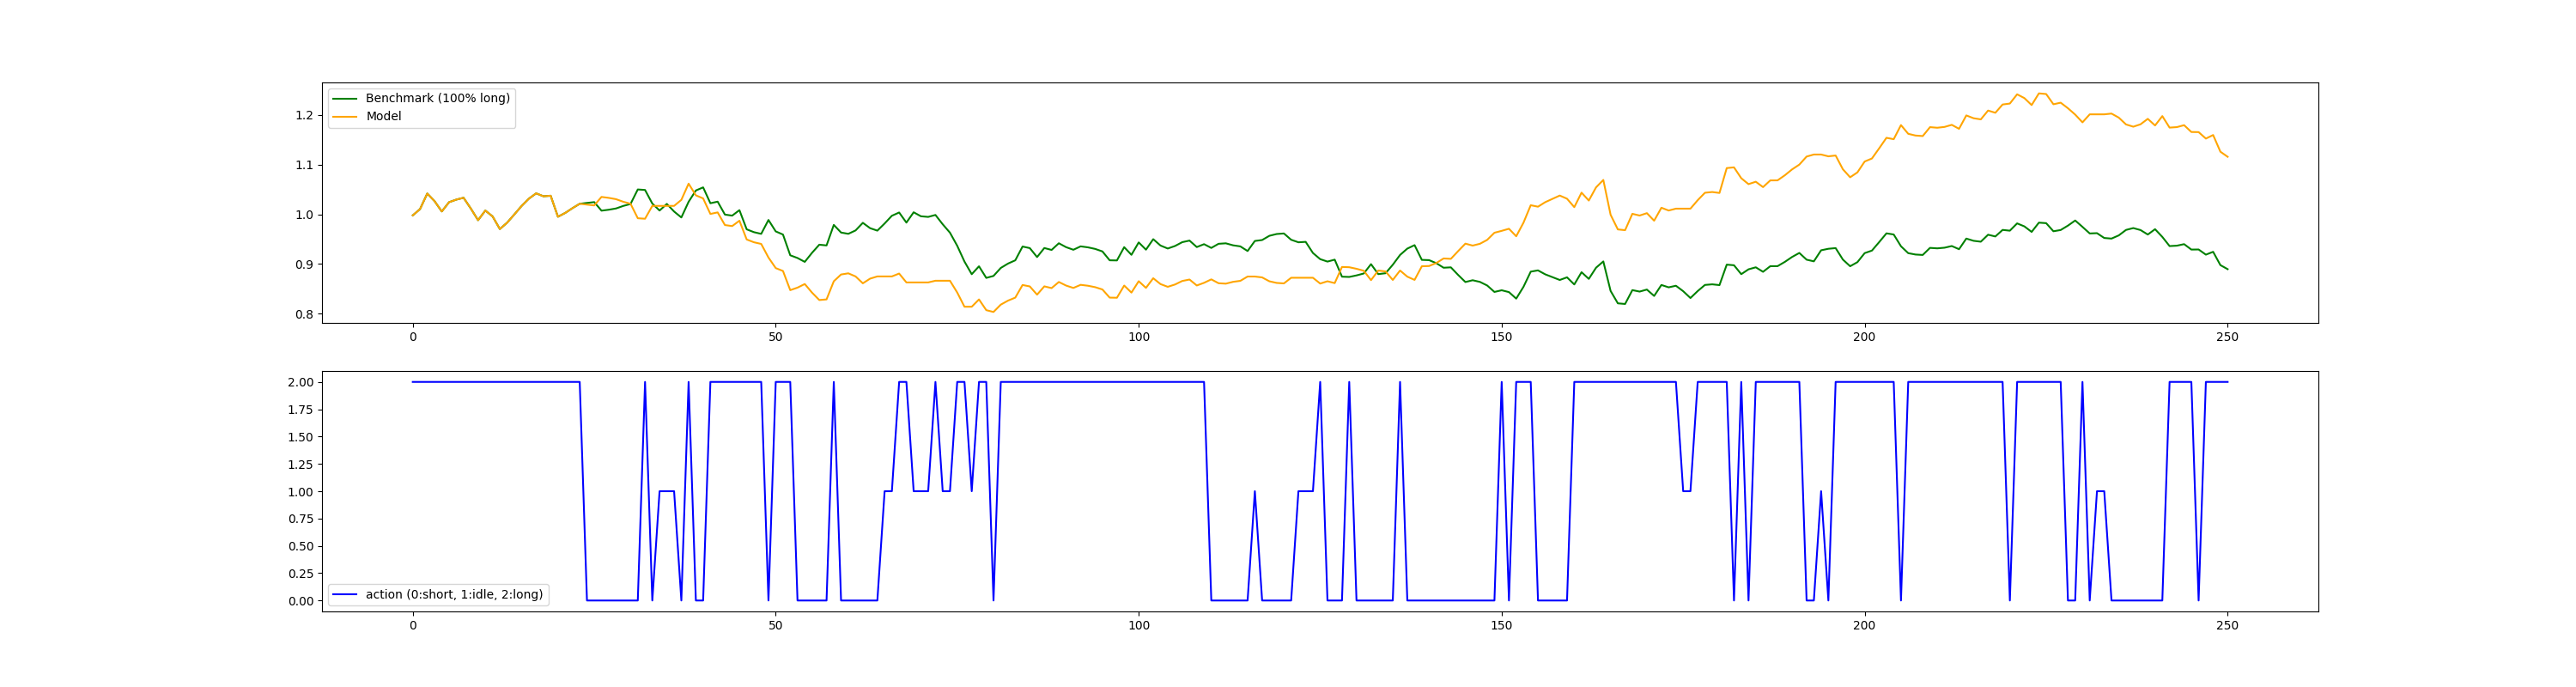 Benchmark (100% long)
Model
1.2
1.1
1.0
0.9
0.8
0 50 100 150 200 250
2.00
1.75
1.50
1.25
1.00
0.75
0.50
0.25
0.00
action (0:short, 1:idle, 2:long)
0 50 100 150 200 250